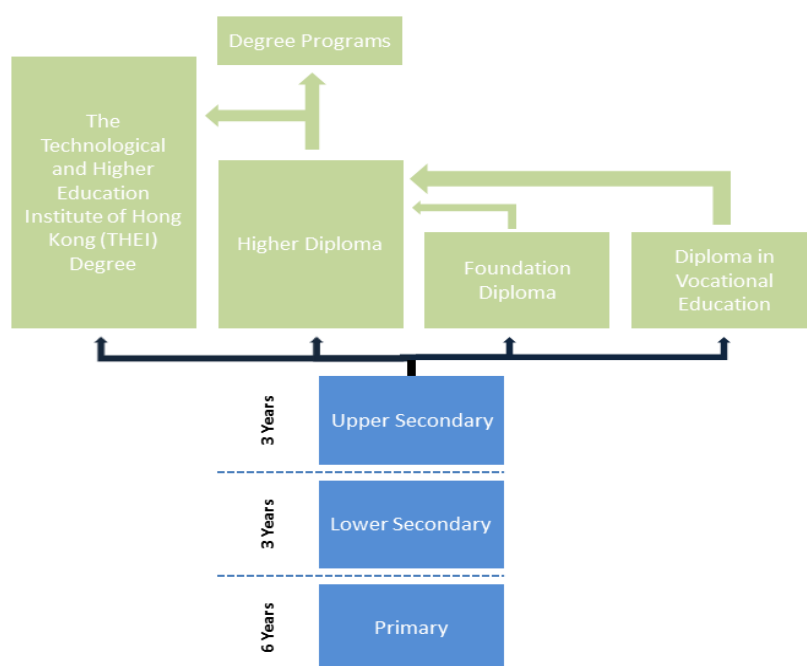 Degree Programs
The
Technological
and Higher
Education
Institute of Hong
Kong (THEI)
Degree
Higher Diploma
Foundation
Diploma
Diploma in
Vocational
Education
3 Years
Upper Secondary
3 Years
Lower Secondary
6 Years
Primary